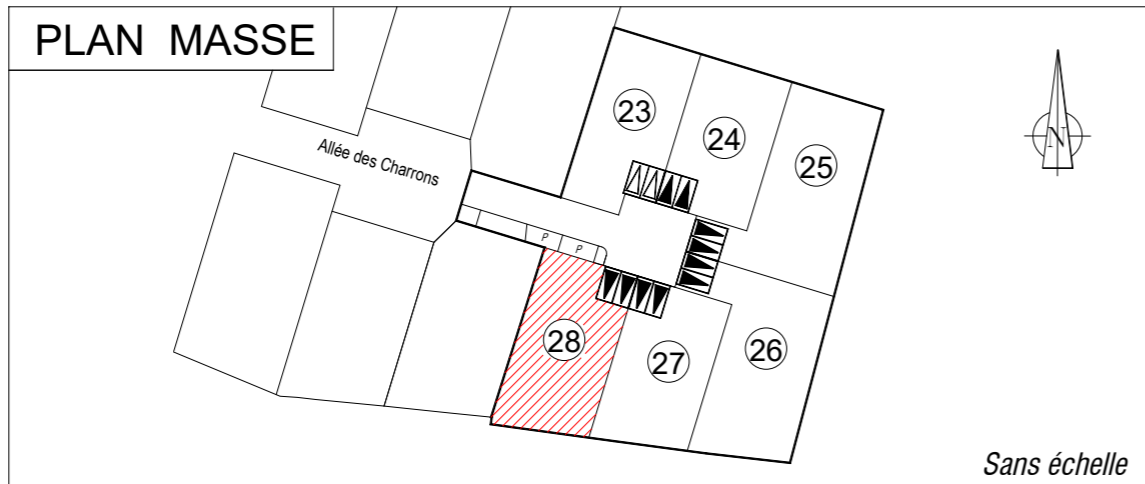 PLAN MASSE
Allée des Charrons
23
24
25
N
P
P
28
27
26
Sans échelle